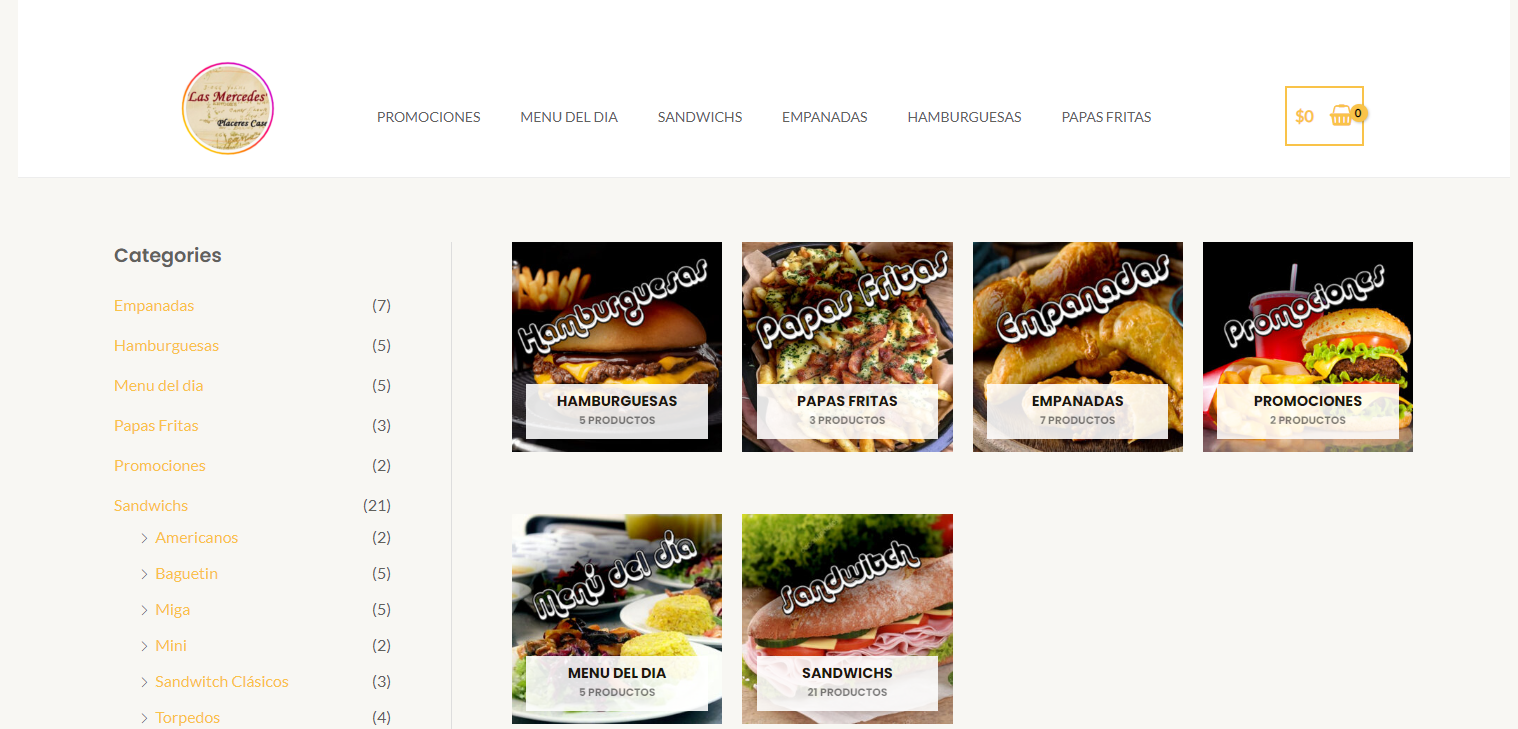 Las Mercedes
Placeres Case
PROMOCIONES
MENU DEL DIA
SANDWICHS
EMPANADAS
HAMBURGUESAS
PAPAS FRITAS
$0
0
Categories
Empanadas (7)
Hamburguesas (5)
Menu del dia (5)
Papas Fritas (3)
Promociones (2)
Sandwichs (21)
Americanos (2)
Baguetin (5)
Miga (5)
Mini (2)
Sandwitch Clásicos (3)
Torpedos (4)
Hamburguesas
HAMBURGUESAS
5 PRODUCTOS
Papas Fritas
PAPAS FRITAS
3 PRODUCTOS
Empanadas
EMPANADAS
7 PRODUCTOS
Promociones
PROMOCIONES
2 PRODUCTOS
Menú del día
MENU DEL DIA
5 PRODUCTOS
Sandwitch
SANDWICHS
21 PRODUCTOS